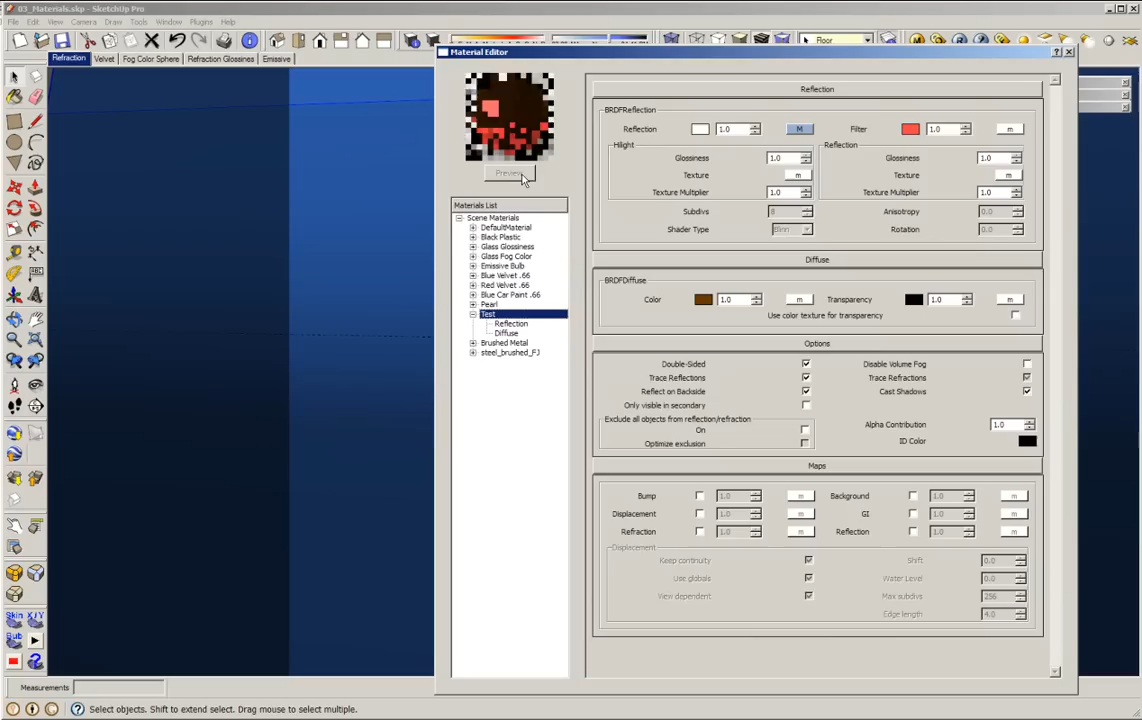 03_Materials.skp - SketchUp Pro
File Edit View Camera Draw Tools Window Plugins Help
Floor
Refraction Velvet Fog Color Sphere Refraction Glossines Emissive
Material Editor
Preview
Materials List
Scene Materials
DefaultMaterial
Black Plastic
Glass Glossiness
Glass Fog Color
Emissive Bulb
Blue Velvet .66
Red Velvet .66
Blue Car Paint .66
Pearl
Test
Reflection
Diffuse
Brushed Metal
steel_brushed_FJ
Reflection
BRDFReflection
Reflection 1.0 M Filter 1.0 m
Hilight Reflection
Glossiness 1.0 Glossiness 1.0
Texture m Texture m
Texture Multiplier 1.0 Texture Multiplier 1.0
Subdivs 8 Anisotropy 0.0
Shader Type Blinn Rotation 0.0
Diffuse
BRDFDiffuse
Color 1.0 m Transparency 1.0 m
Use color texture for transparency
Options
Double-Sided Disable Volume Fog
Trace Reflections Trace Refractions
Reflect on Backside Cast Shadows
Only visible in secondary
Exclude all objects from reflection/refraction
On Alpha Contribution 1.0
Optimize exclusion ID Color
Maps
Bump 1.0 m Background 1.0 m
Displacement 1.0 m GI 1.0 m
Refraction 1.0 m Reflection 1.0 m
Displacement
Keep continuity Shift 0.0
Use globals Water Level 0.0
View dependent Max subdivs 256
Edge length 4.0
Skin X/Y
Bub
Measurements
Select objects. Shift to extend select. Drag mouse to select multiple.